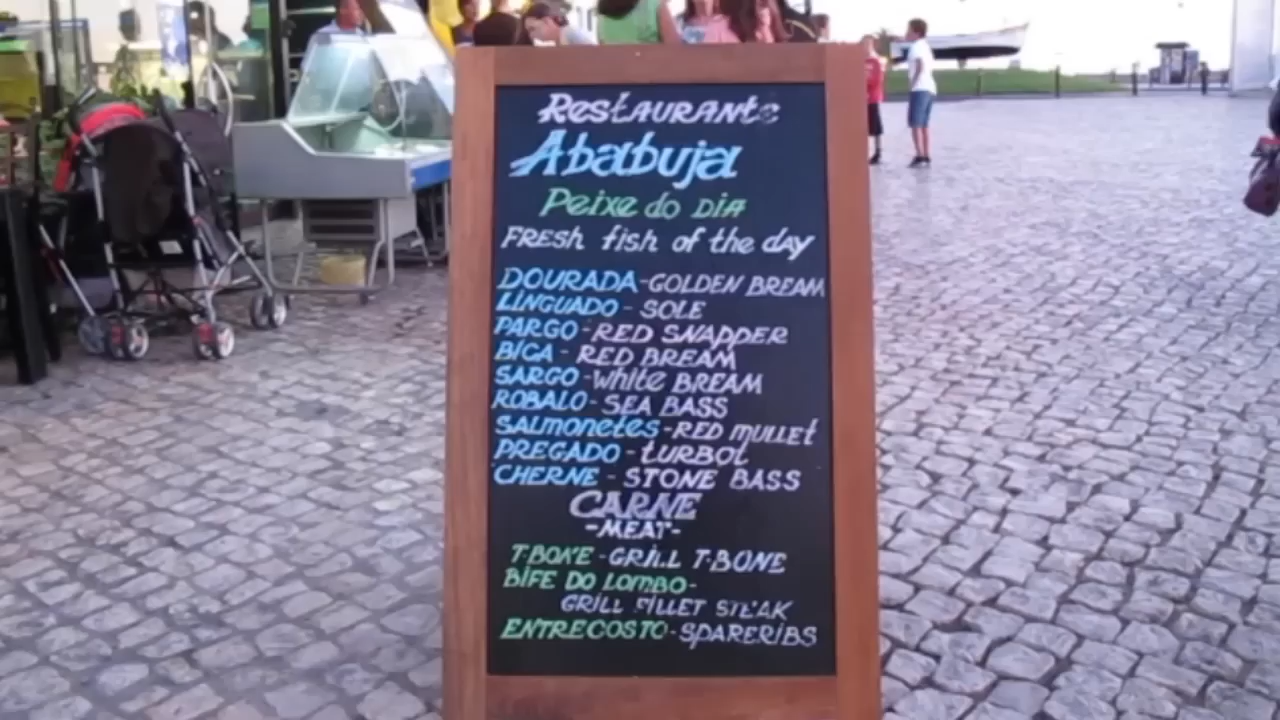 RESTAURANTE
Ababuja
Peixe do DIA
FRESH fish of the day
DOURADA-GOLDEN BREAM
LINGUADO - SOLE
PARGO-RED SNAPPER
BICA - RED BREAM
SARGO-white BREAM
ROBALO-SEA BASS
SALmonetes-RED mullet
PREGADO-turbot
CHERNE - STONE BASS
CARNE
-MEAT-
T-BONE -GRILL T-BONE
BIFE DO LOMBO-
GRILL FILLET STEAK
ENTRECOSTO-SPARERIBS